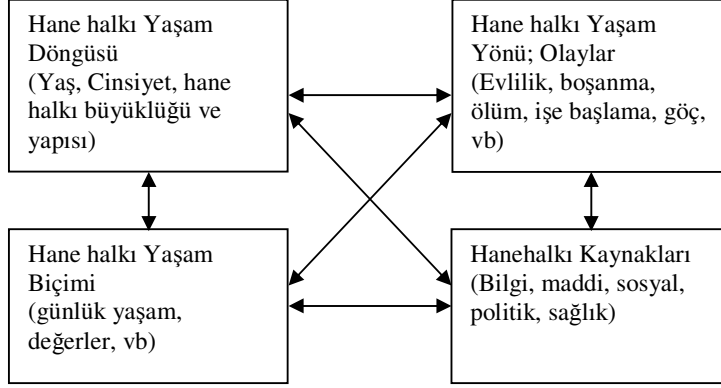 Hane halkı Yaşam
Döngüsü
(Yaş, Cinsiyet, hane
halkı büyüklüğü ve
yapısı)
Hane halkı Yaşam
Yönü; Olaylar
(Evlilik, boşanma,
ölüm, işe başlama, göç,
vb)
Hane halkı Yaşam
Biçimi
(günlük yaşam,
değerler, vb)
Hanehalkı Kaynakları
(Bilgi, maddi, sosyal,
politik, sağlık)